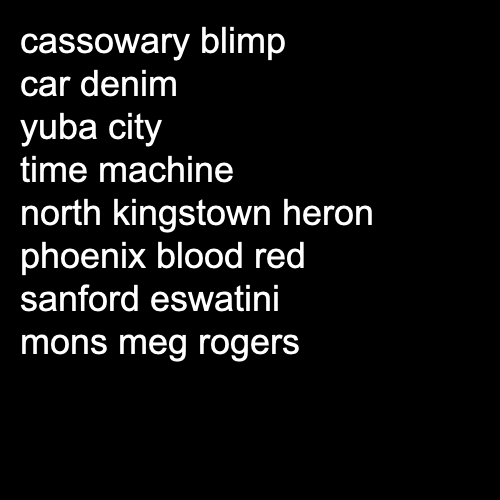 cassowary blimp
car denim
yuba city
time machine
north kingstown heron
phoenix blood red
sanford eswatini
mons meg rogers